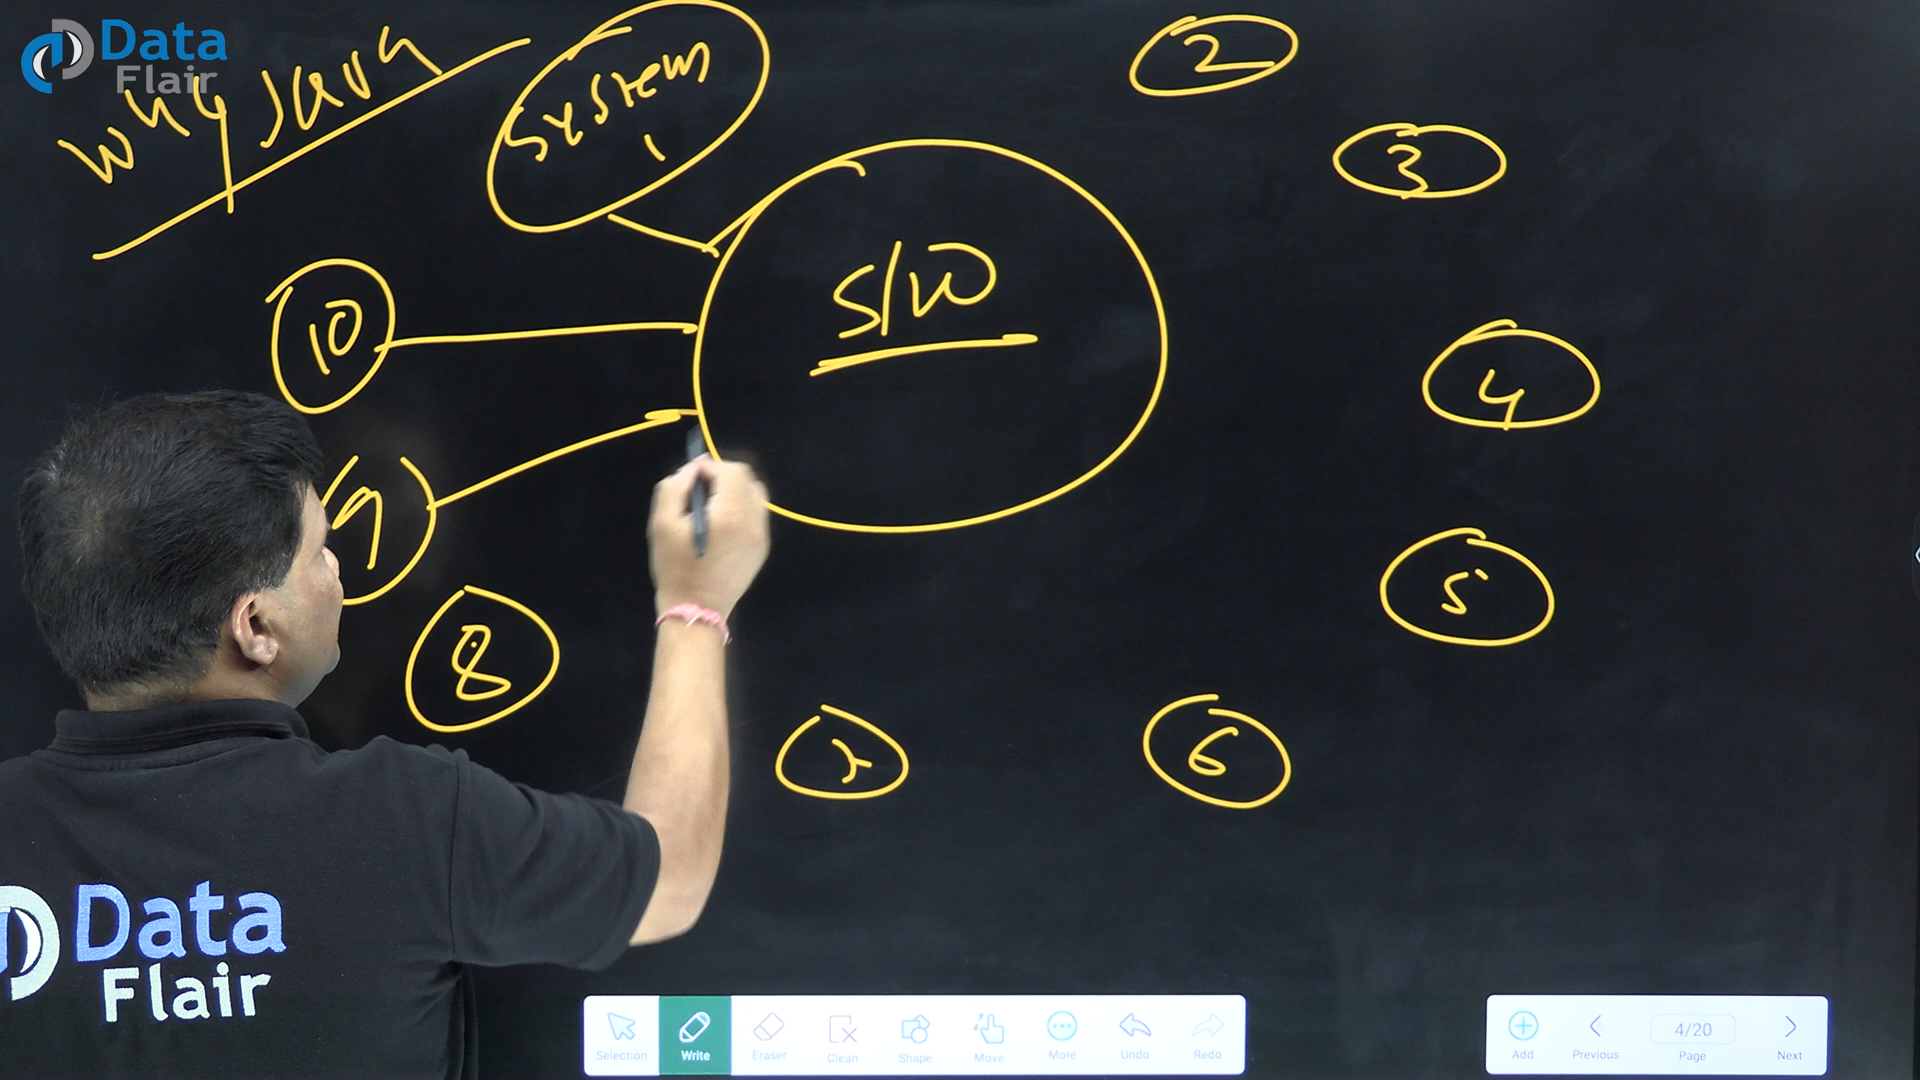 Data
Flair
Why Java
System
1
2
3
S/W
10
4
9
5
8
7
6
Data
Flair
Selection
Write
Eraser
Clean
Shape
Move
More
Undo
Redo
Add
Previous
4/20
Page
Next